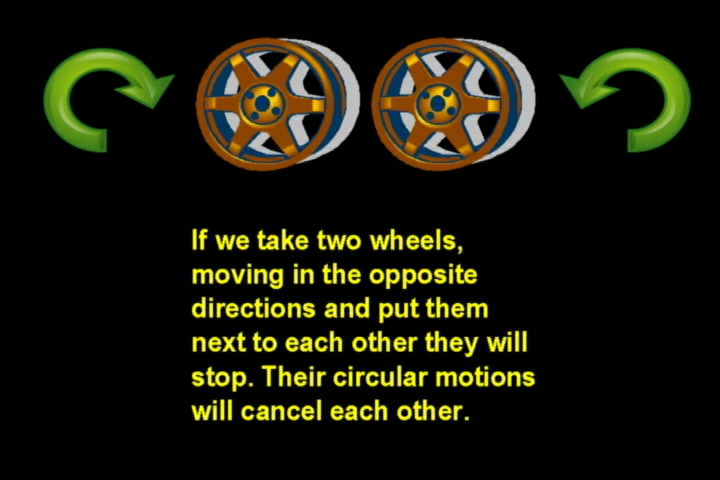 If we take two wheels,
moving in the opposite
directions and put them
next to each other they will
stop. Their circular motions
will cancel each other.